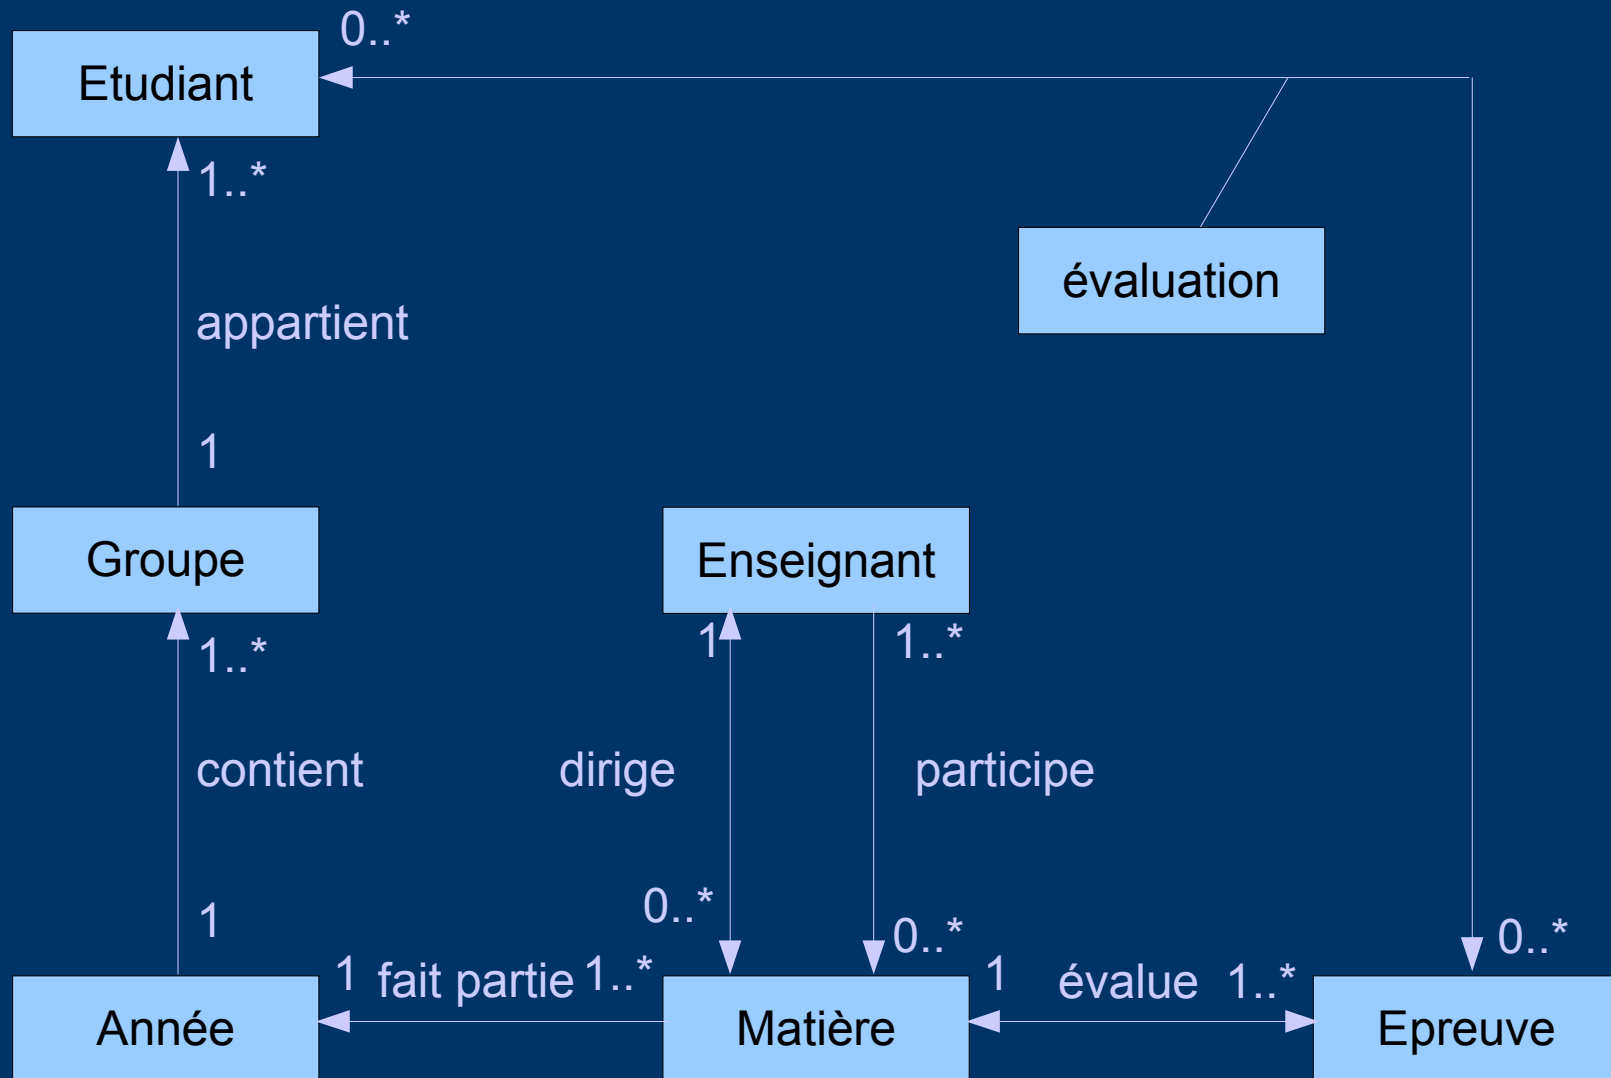 0..*
Etudiant
1..*
évaluation
appartient
1
Groupe
Enseignant
1..*
1
1..*
contient
dirige
participe
1
0..*
0..*
0..*
1
fait partie
1..*
1
évalue
1..*
Année
Matière
Epreuve